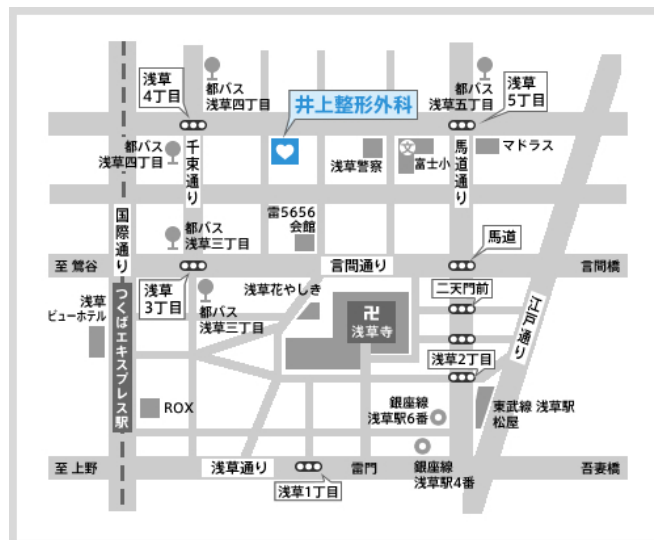 浅草
4丁目
都バス
浅草四丁目
井上整形外科
都バス
浅草五丁目
浅草
5丁目
都バス
浅草四丁目
千束通り
浅草警察
文
富士小
馬道通り
マドラス
国際通り
都バス
浅草三丁目
雷5656
会館
馬道
至 鶯谷
言問通り
言問橋
浅草
3丁目
都バス
浅草三丁目
浅草花やしき
卍
浅草寺
二天門前
江戸通り
浅草
ビューホテル
つくばエキスプレス駅
浅草2丁目
ROX
銀座線
浅草駅6番
東武線 浅草駅
松屋
至 上野
浅草通り
雷門
銀座線
浅草駅4番
吾妻橋
浅草1丁目